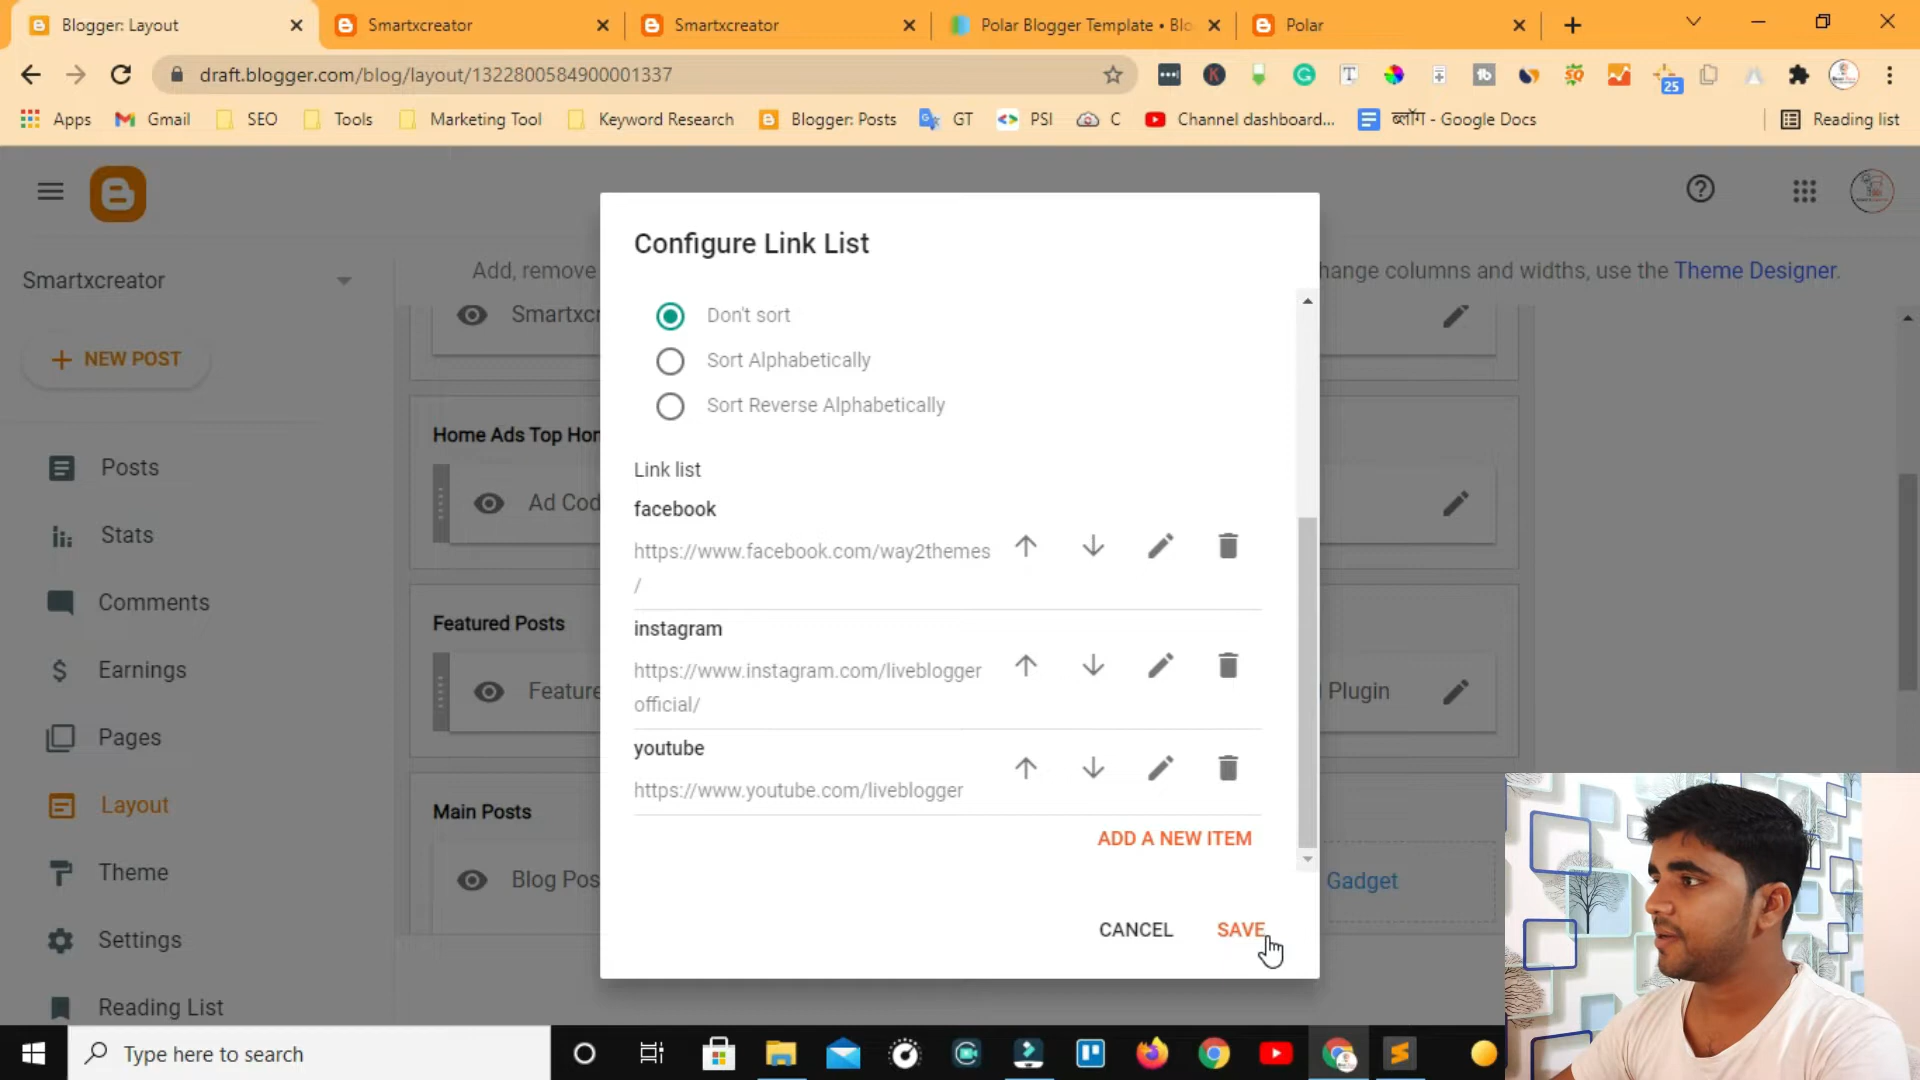 Blogger: Layout
Smartxcreator
Smartxcreator
Polar Blogger Template • Blo
Polar
draft.blogger.com/blog/layout/1322800584900001337
25
Apps
Gmail
SEO
Tools
Marketing Tool
Keyword Research
Blogger: Posts
GT
PSI
C
Channel dashboard...
ब्लॉग - Google Docs
Reading list
Smartxcreator
NEW POST
Posts
Stats
Comments
Earnings
Pages
Layout
Theme
Settings
Reading List
Add, remove
hange columns and widths, use the Theme Designer.
Smartxcr
Home Ads Top Hor
Ad Cod
Featured Posts
Feature
Plugin
Main Posts
Blog Pos
Gadget
Configure Link List
Don't sort
Sort Alphabetically
Sort Reverse Alphabetically
Link list
facebook
https://www.facebook.com/way2themes
/
instagram
https://www.instagram.com/liveblogger
official/
youtube
https://www.youtube.com/liveblogger
ADD A NEW ITEM
CANCEL
SAVE
Type here to search